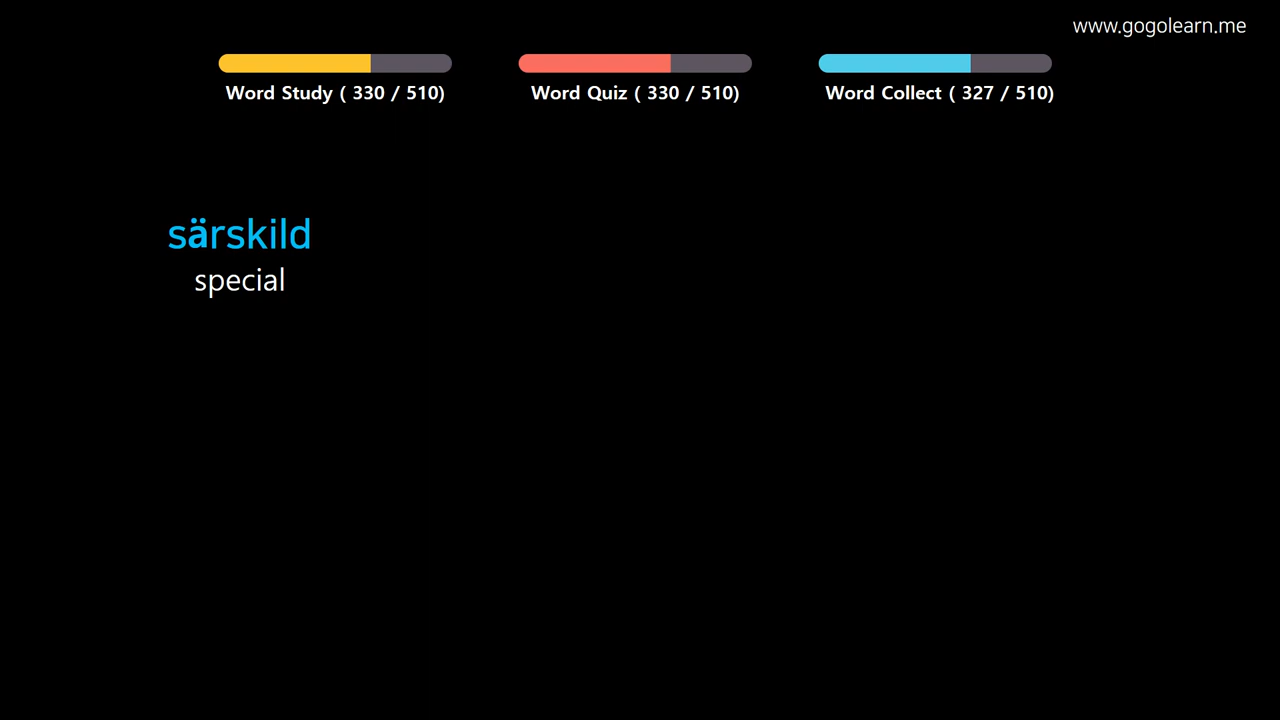 www.gogolearn.me
Word Study ( 330 / 510)
Word Quiz ( 330 / 510)
Word Collect ( 327 / 510)
särskild
special